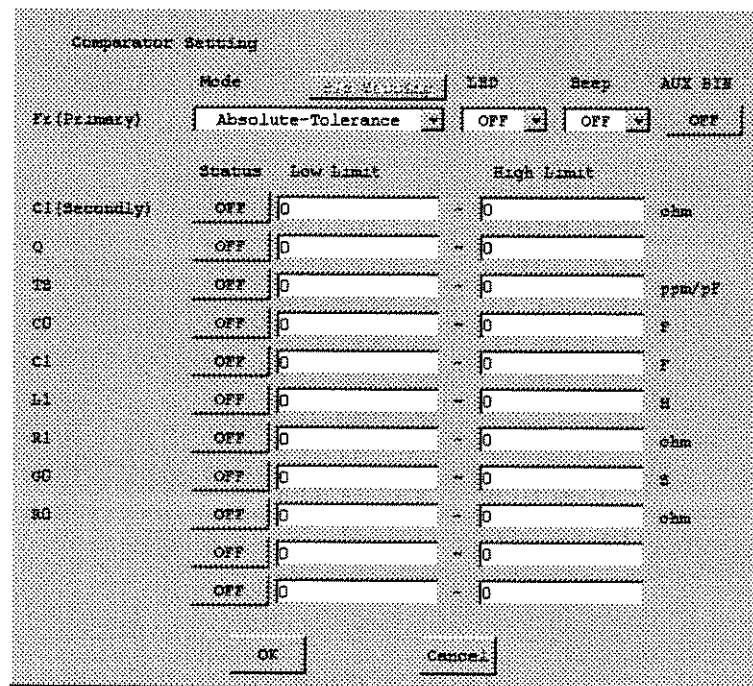 Comparator Setting
Mode LED Beep AUX BIN
Fr(Primary) Absolute-Tolerance OFF OFF OFF
Status Low Limit High Limit
CI(Secondly) OFF 0 ~ 0 ohm
Q OFF 0 ~ 0
TS OFF 0 ~ 0 ppm/pF
C0 OFF 0 ~ 0 F
C1 OFF 0 ~ 0 F
L1 OFF 0 ~ 0 H
R1 OFF 0 ~ 0 ohm
G0 OFF 0 ~ 0 S
R0 OFF 0 ~ 0 ohm
OFF 0 ~ 0
OFF 0 ~ 0
OK Cancel